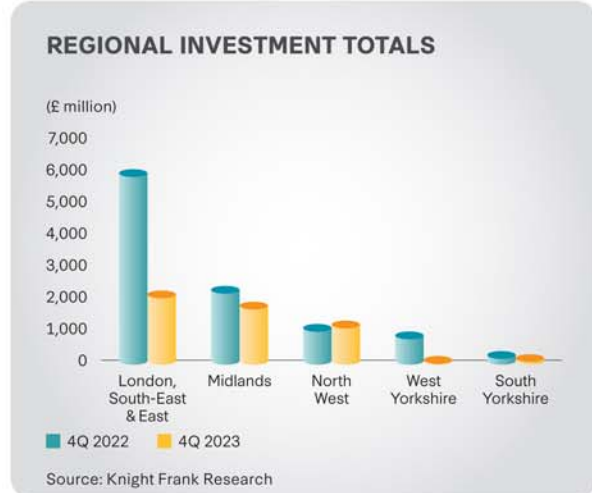 REGIONAL INVESTMENT TOTALS
(£ million)
7,000
6,000
5,000
4,000
3,000
2,000
1,000
0
London,
South-East
& East
Midlands
North
West
West
Yorkshire
South
Yorkshire
4Q 2022
4Q 2023
Source: Knight Frank Research